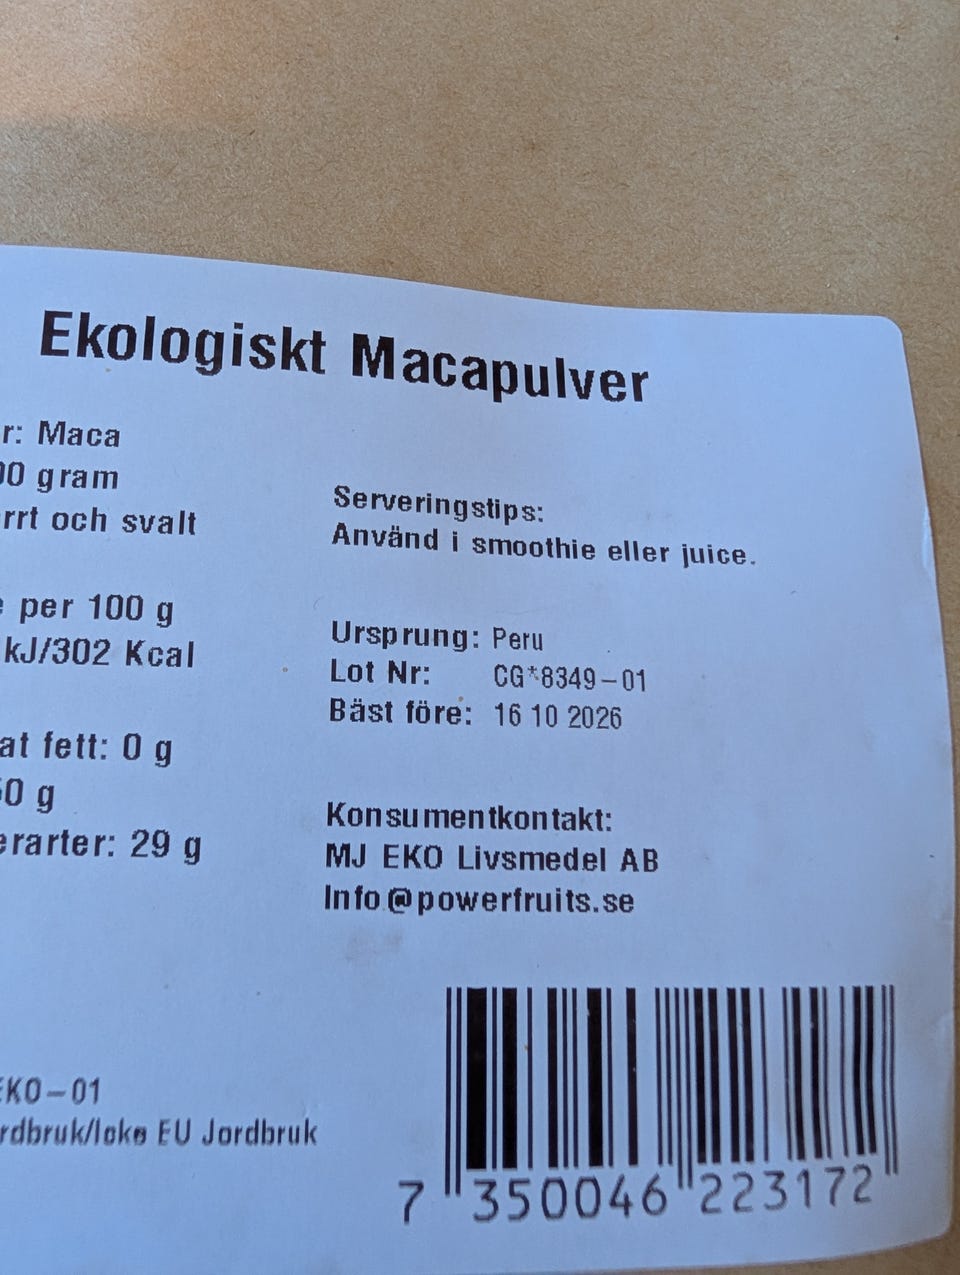 Ekologiskt Macapulver
r: Maca
00 gram
rrt och svalt
Serveringstips:
Använd i smoothie eller juice.
per 100 g
kJ/302 Kcal
Ursprung: Peru
Lot Nr: CG*8349-01
Bäst före: 16 10 2026
at fett: 0 g
0 g
erarter: 29 g
Konsumentkontakt:
MJ EKO Livsmedel AB
Info@powerfruits.se
EKO-01
rdbruk/Icke EU Jordbruk
7 350046 223172